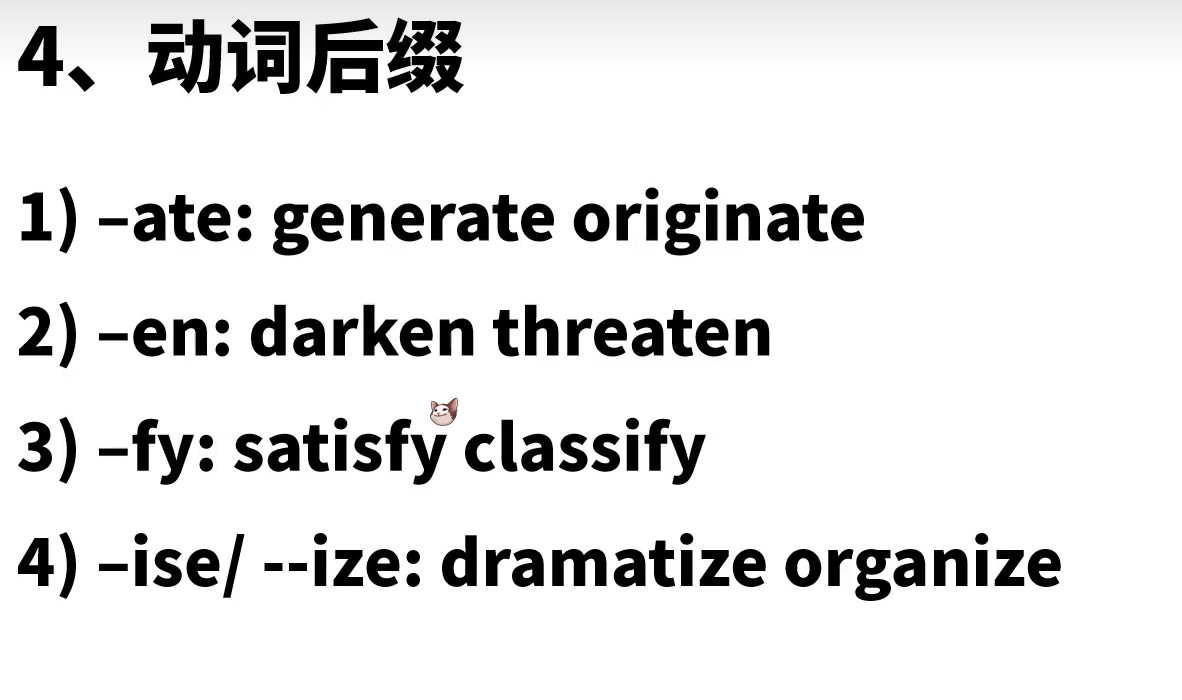 4、动词后缀
1) –ate: generate originate
2) –en: darken threaten
3) –fy: satisfy classify
4) –ise/ --ize: dramatize organize